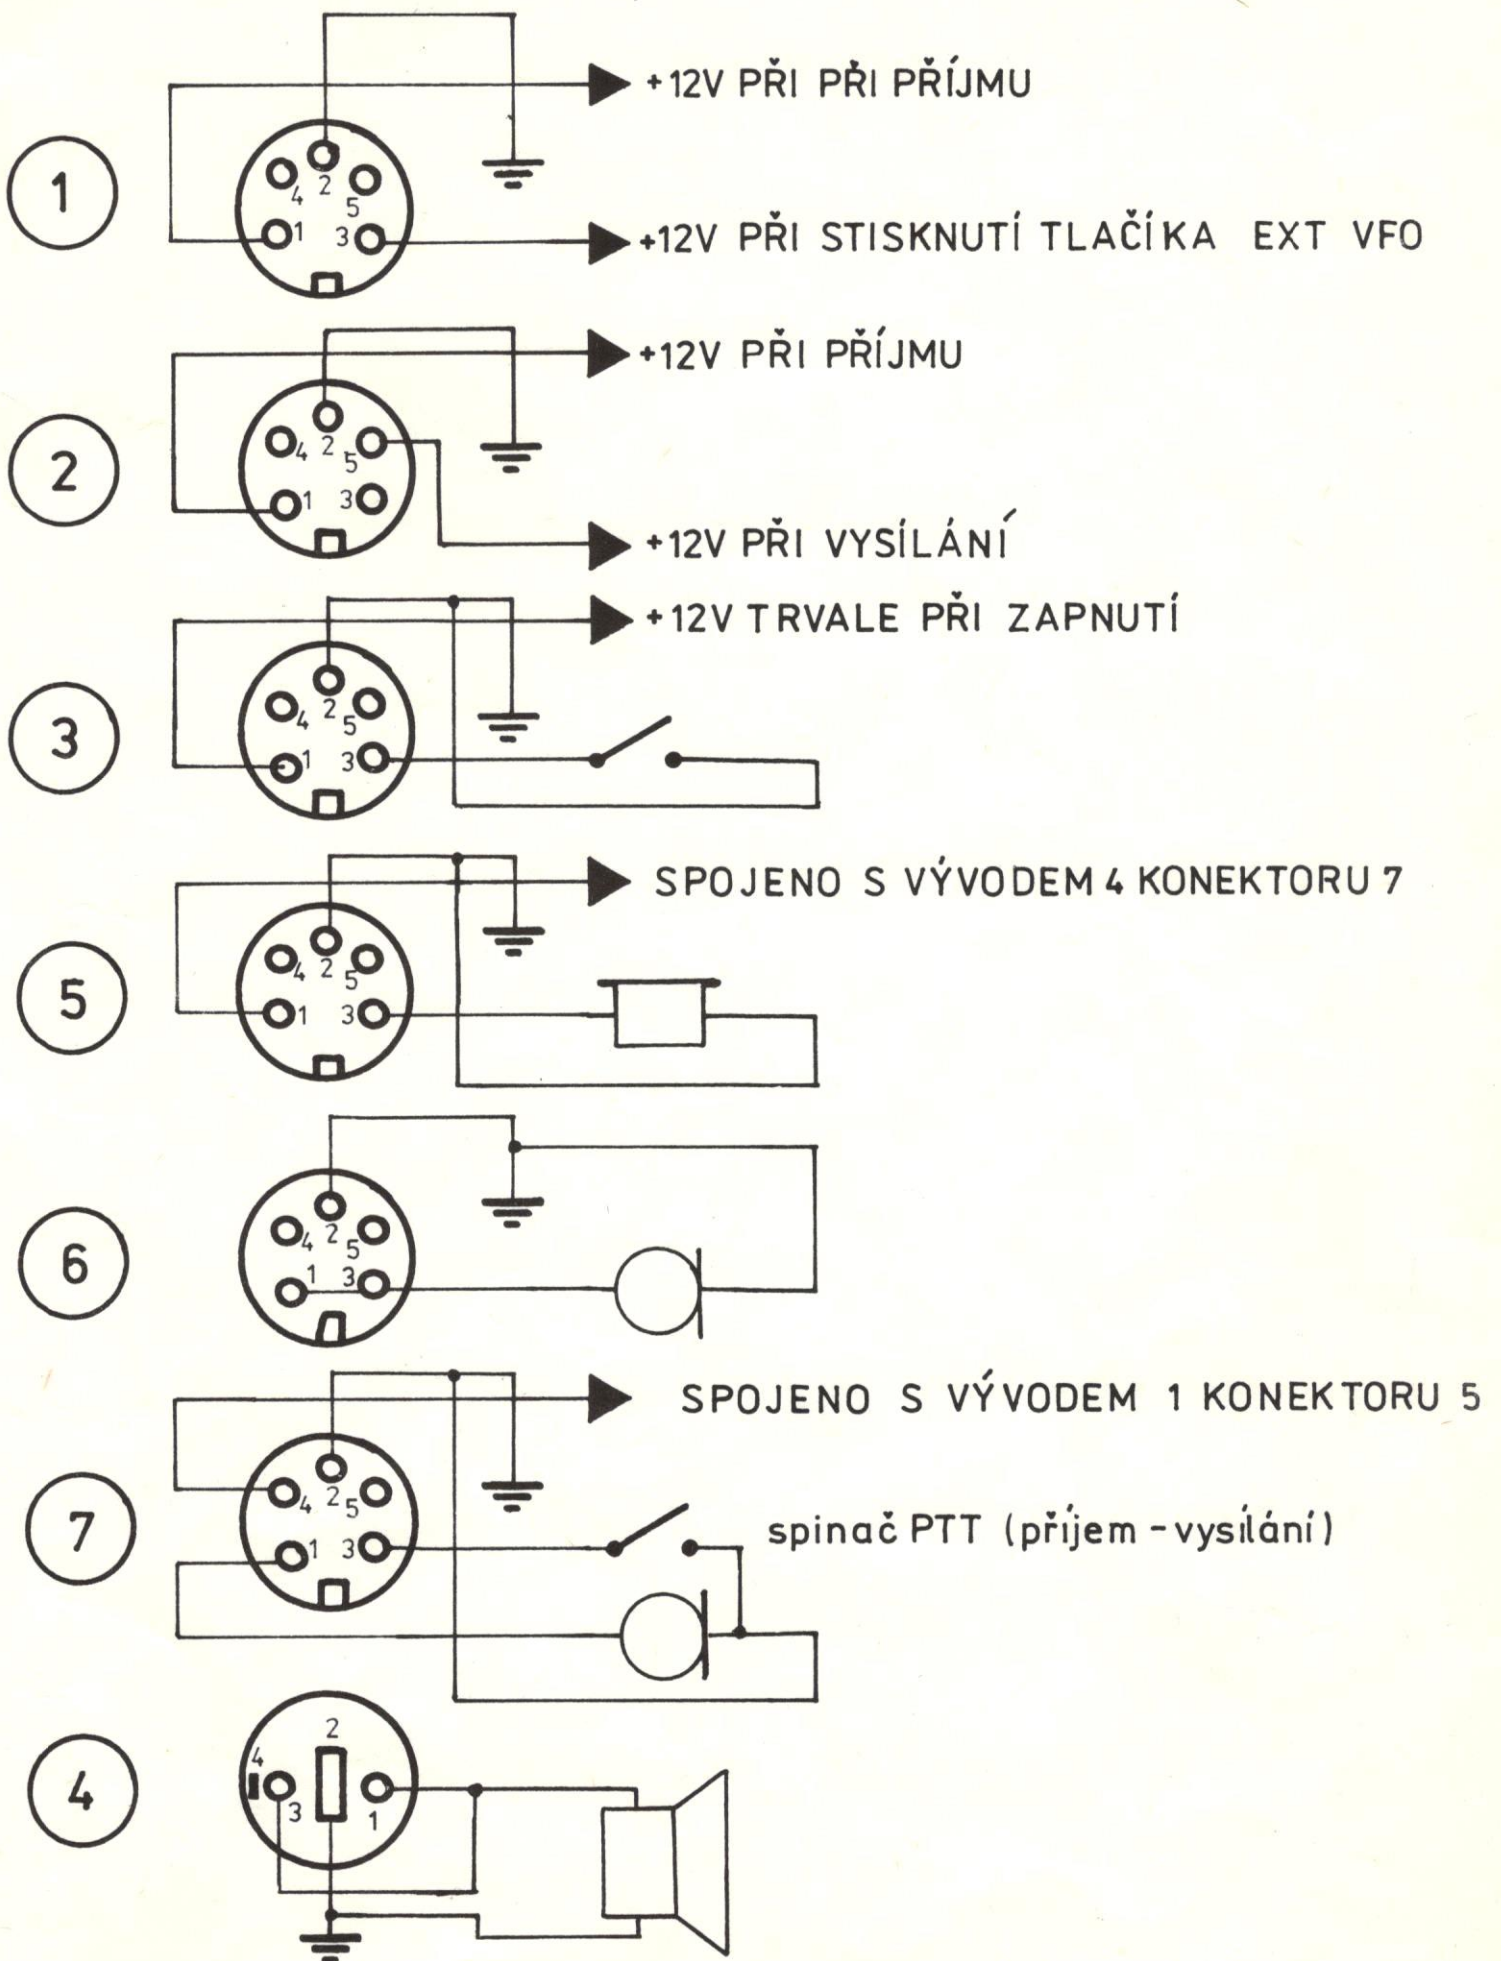 +12V PŘI PŘI PŘÍJMU
1
4 2 5
1 3
+12V PŘI STISKNUTÍ TLAČÍKA EXT VFO
+12V PŘI PŘÍJMU
2
4 2 5
1 3
+12V PŘI VYSÍLÁNÍ
+12V TRVALE PŘI ZAPNUTÍ
3
4 2 5
1 3
SPOJENO S VÝVODEM 4 KONEKTORU 7
5
4 2 5
1 3
6
4 2 5
1 3
SPOJENO S VÝVODEM 1 KONEKTORU 5
7
4 2 5
1 3
spinač PTT (příjem - vysílání)
4
2
4
3 1